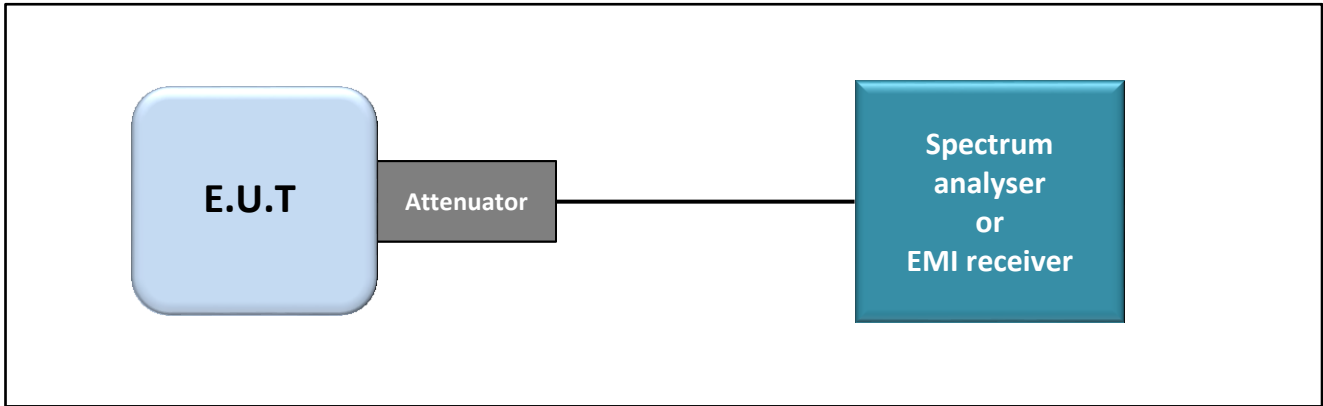 E.U.T
Attenuator
Spectrum
analyser
or
EMI receiver